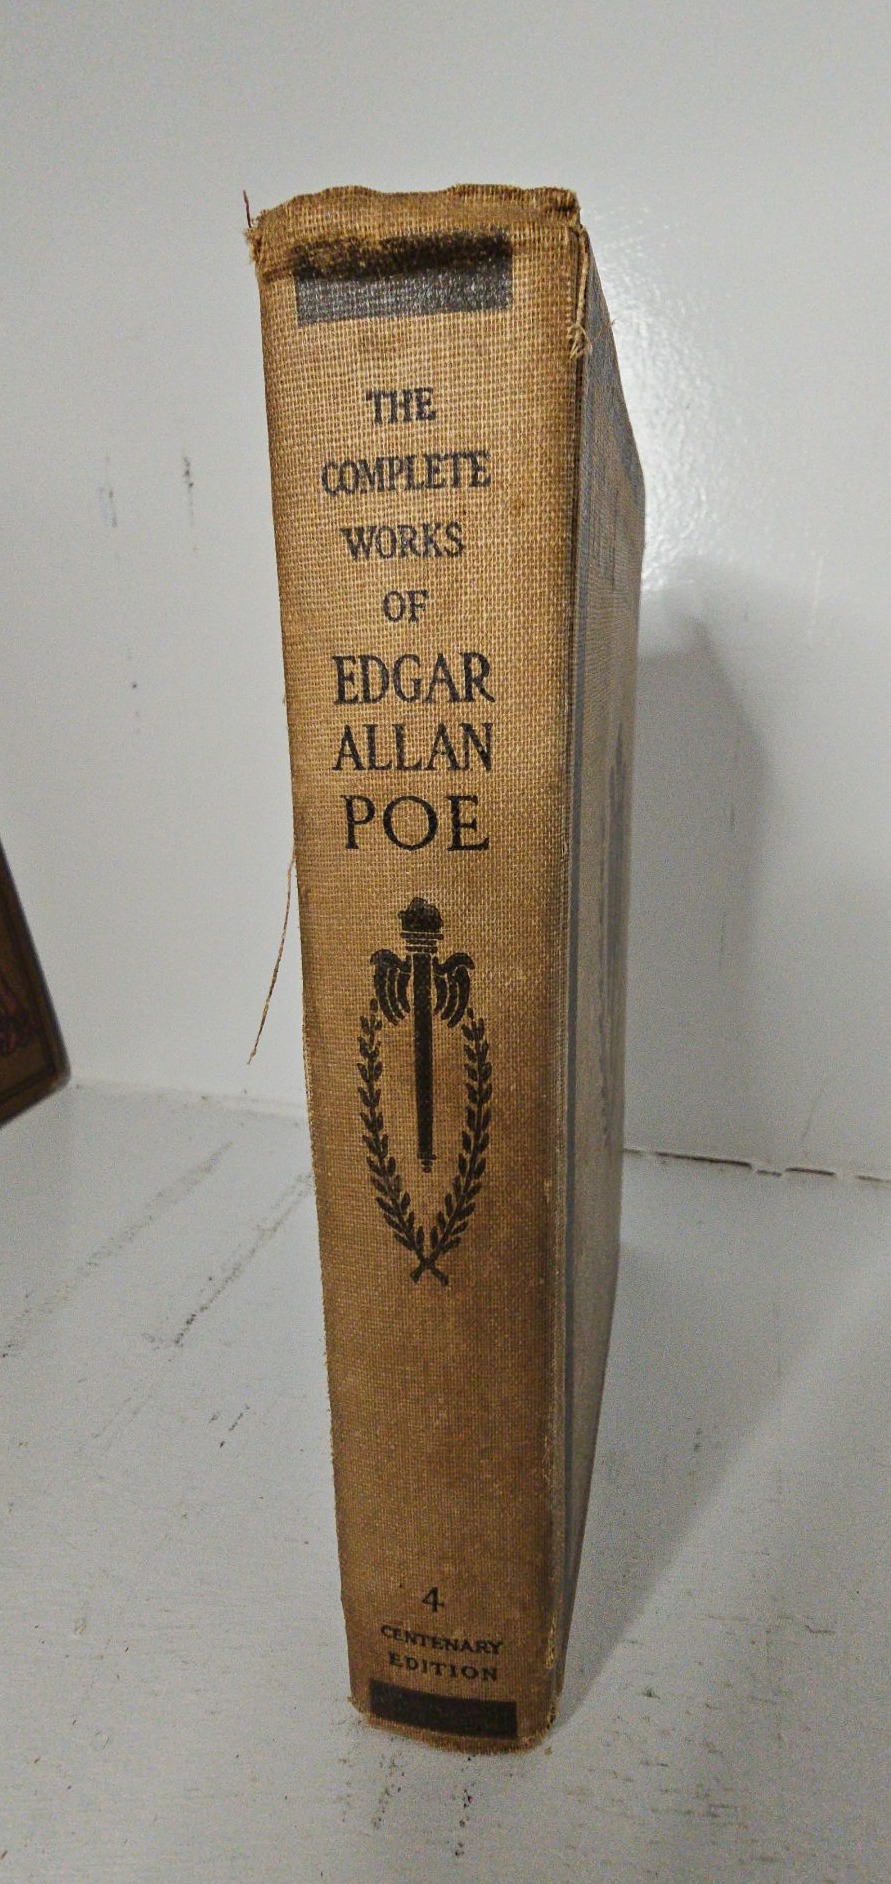 THE
COMPLETE
WORKS
OF
EDGAR
ALLAN
POE
4
CENTENARY
EDITION